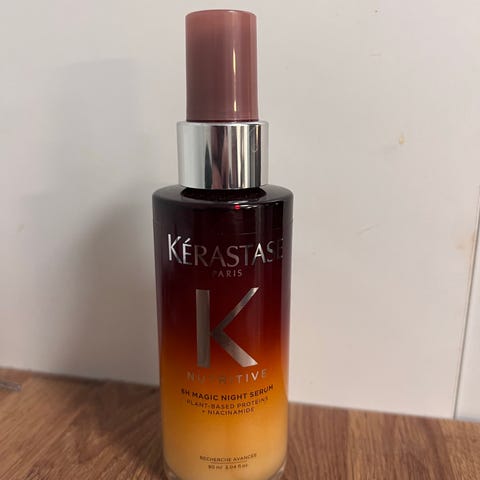 KÉRASTASE
PARIS
K
NUTRITIVE
8H MAGIC NIGHT SERUM
PLANT-BASED PROTEINS
+ NIACINAMIDE
RECHERCHE AVANCÉE
90 ml 3.04 fl.oz